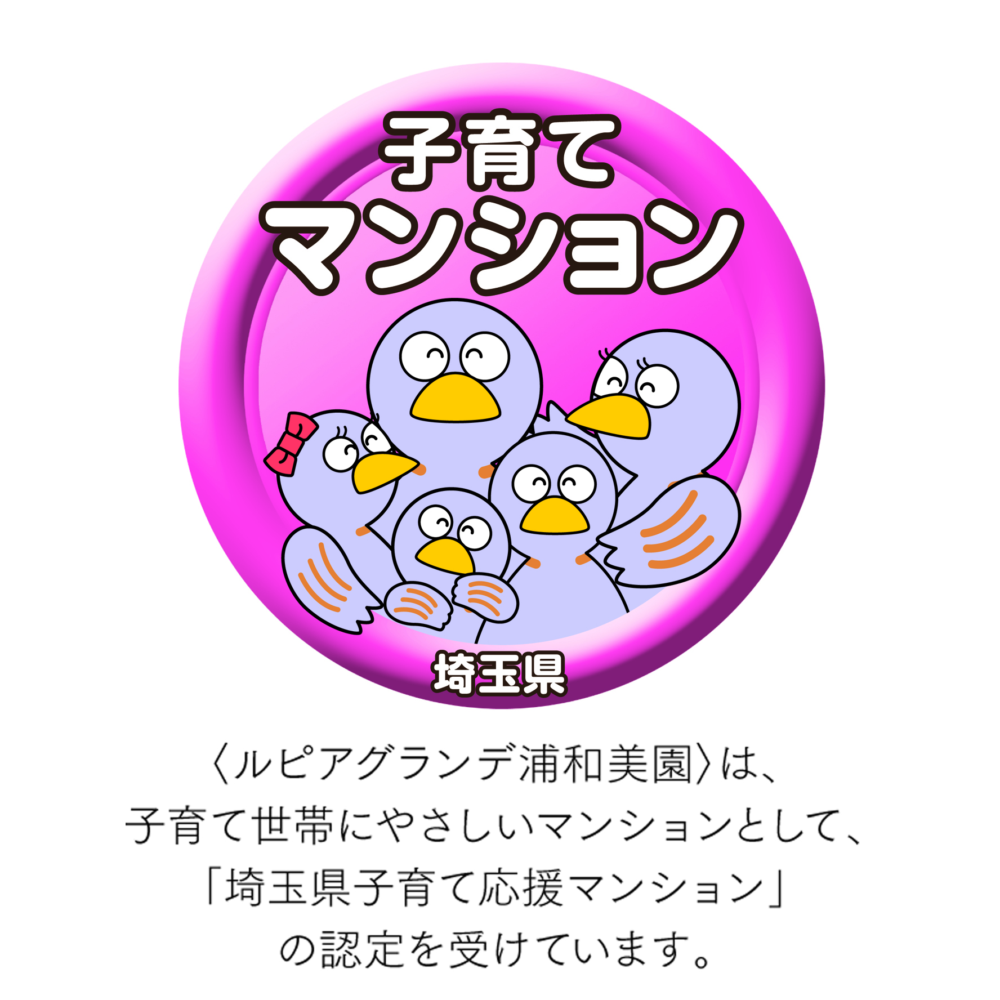 子育て
マンション
埼玉県
〈ルピアグランデ浦和美園〉は、
子育て世帯にやさしいマンションとして、
「埼玉県子育て応援マンション」
の認定を受けています。